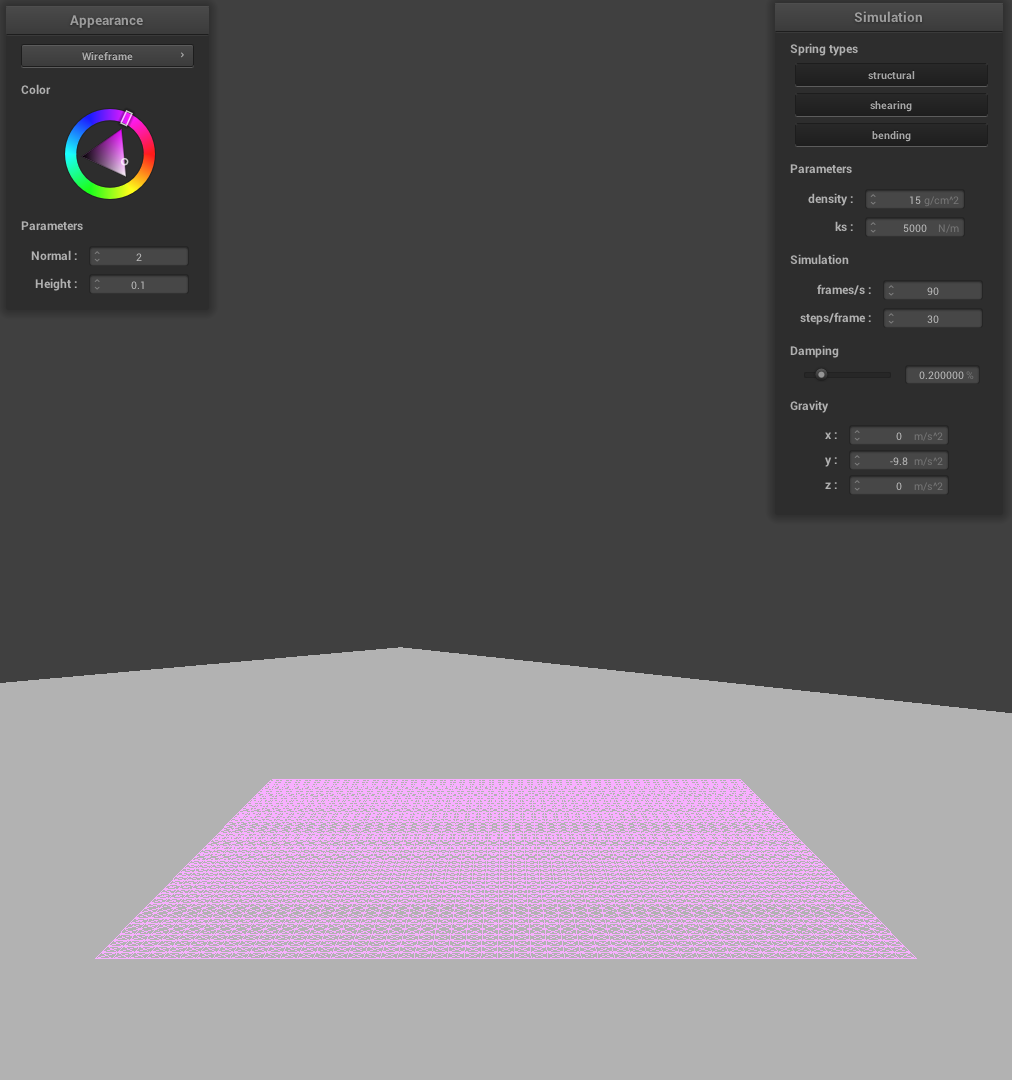 Appearance
Wireframe
Color
Parameters
Normal : 2
Height : 0.1
Simulation
Spring types
structural
shearing
bending
Parameters
density : 15 g/cm^2
ks : 5000 N/m
Simulation
frames/s : 90
steps/frame : 30
Damping
0.200000 %
Gravity
x : 0 m/s^2
y : -9.8 m/s^2
z : 0 m/s^2